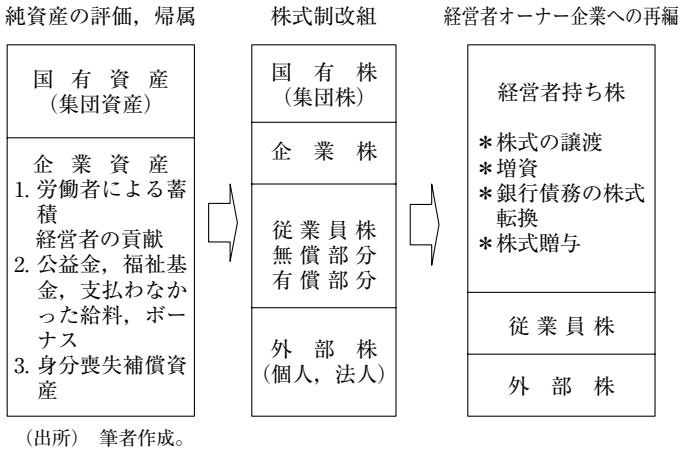 純資産の評価，帰属
国有資産
（集団資産）
企業資産
1. 労働者による蓄
積
経営者の貢献
2. 公益金，福祉基
金，支払わなか
った給料，ボー
ナス
3. 身分喪失補償資
産
株式制改組
国有株
（集団株）
企業株
従業員株
無償部分
有償部分
外部株
（個人，法人）
経営者オーナー企業への再編
経営者持ち株
＊株式の譲渡
＊増資
＊銀行債務の株式
転換
＊株式贈与
従業員株
外部株
（出所）　筆者作成。